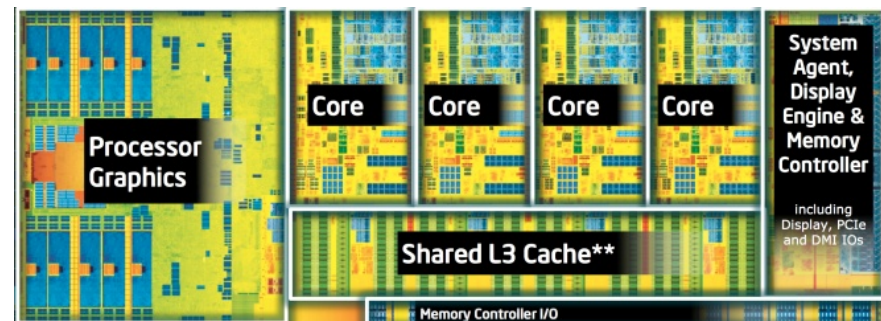 Processor
Graphics
Core
Core
Core
Core
System
Agent,
Display
Engine &
Memory
Controller
including
Display, PCIe
and DMI IOs
Shared L3 Cache**
Memory Controller I/O